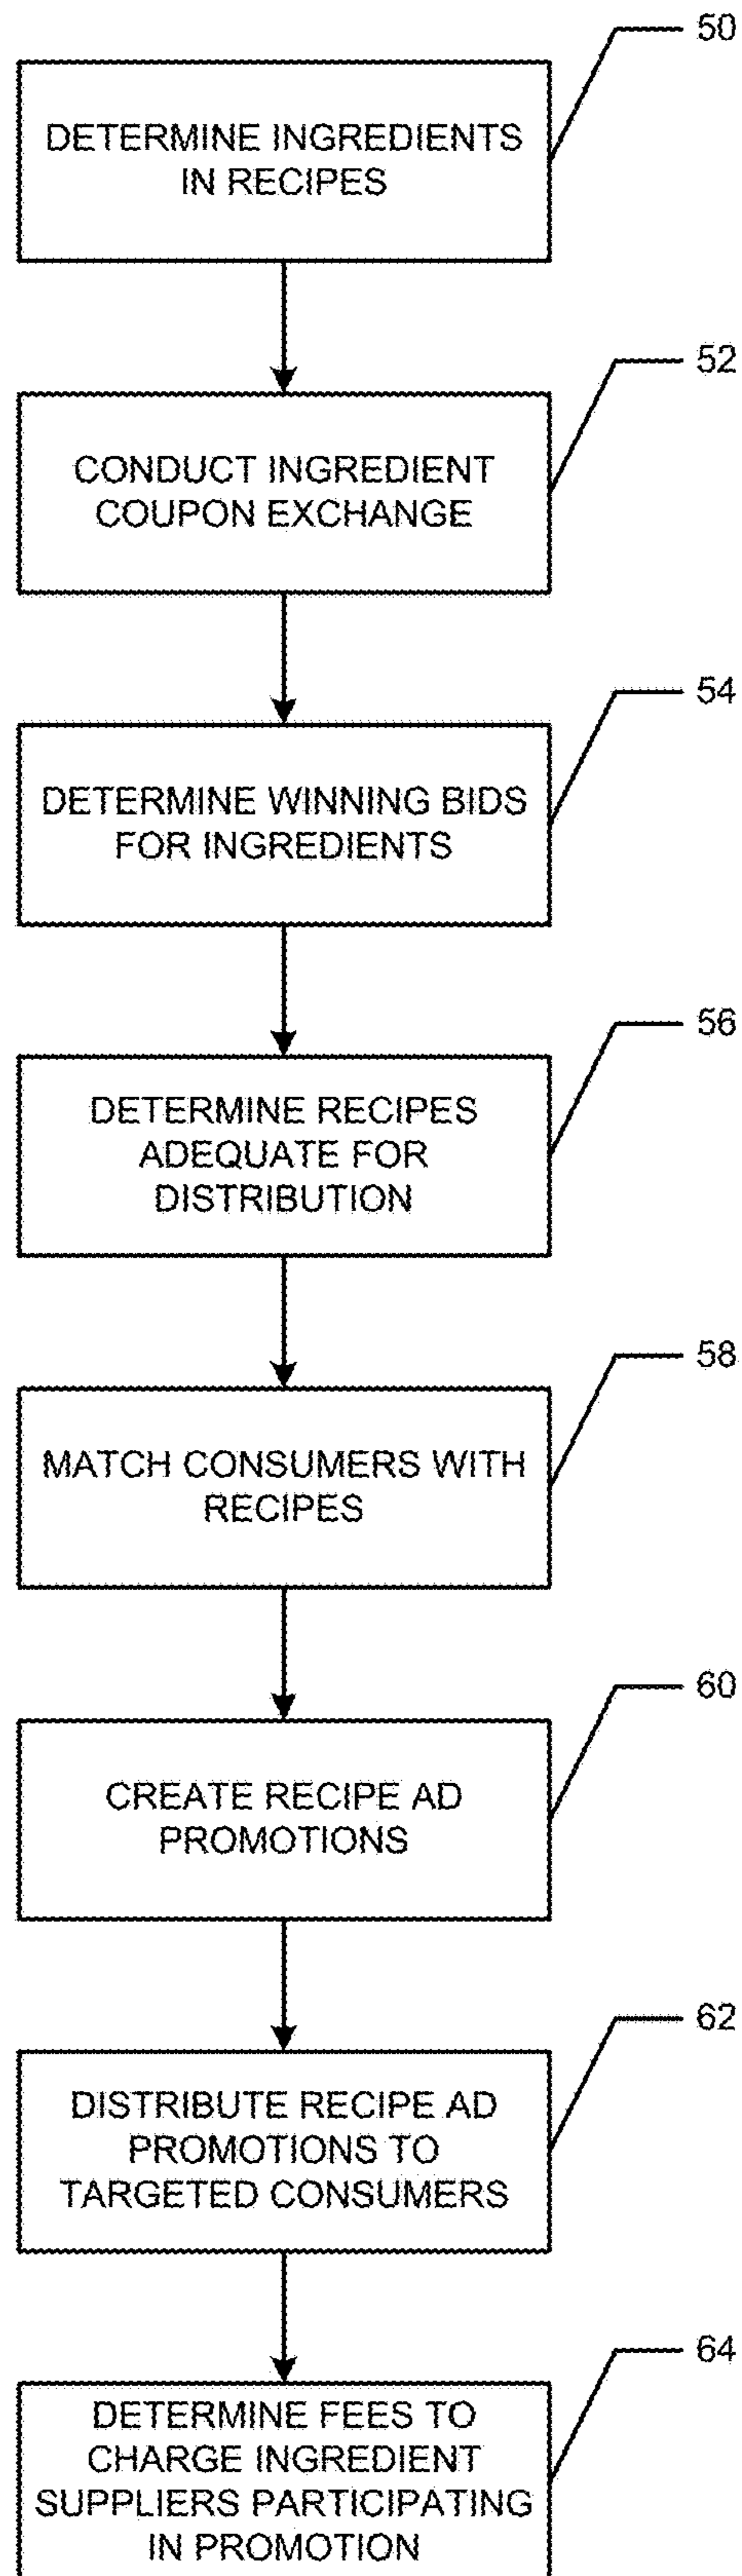 50
DETERMINE INGREDIENTS
IN RECIPES
52
CONDUCT INGREDIENT
COUPON EXCHANGE
54
DETERMINE WINNING BIDS
FOR INGREDIENTS
56
DETERMINE RECIPES
ADEQUATE FOR
DISTRIBUTION
58
MATCH CONSUMERS WITH
RECIPES
60
CREATE RECIPE AD
PROMOTIONS
62
DISTRIBUTE RECIPE AD
PROMOTIONS TO
TARGETED CONSUMERS
64
DETERMINE FEES TO
CHARGE INGREDIENT
SUPPLIERS PARTICIPATING
IN PROMOTION